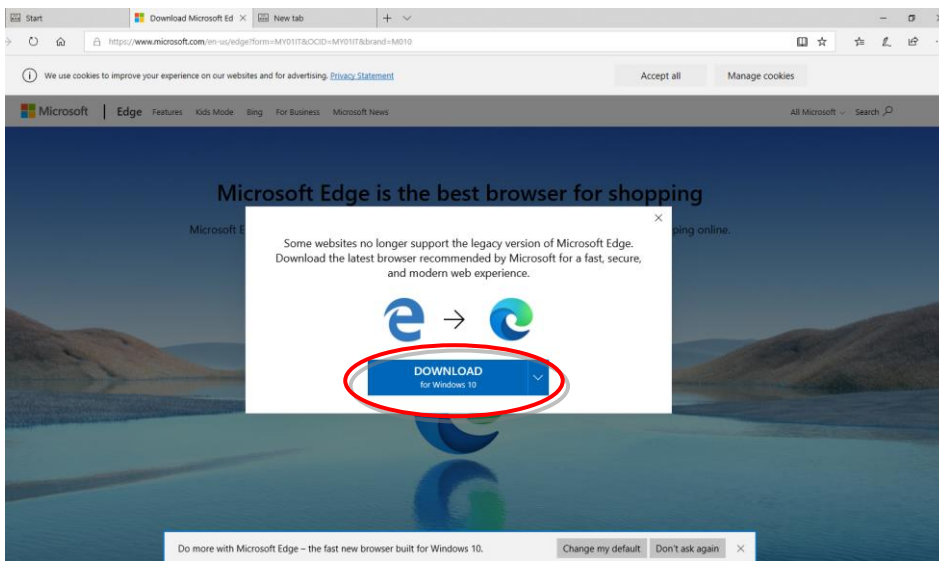 Start
Download Microsoft Ed
New tab
https://www.microsoft.com/en-us/edge?form=MY01IT&OCID=MY01IT&brand=M010
We use cookies to improve your experience on our websites and for advertising. Privacy Statement
Accept all
Manage cookies
Microsoft | Edge Features Kids Mode Bing For Business Microsoft News
All Microsoft Search
Microsoft Edge is the best browser for shopping
Microsoft E
ping online.
Some websites no longer support the legacy version of Microsoft Edge.
Download the latest browser recommended by Microsoft for a fast, secure,
and modern web experience.
DOWNLOAD
for Windows 10
Do more with Microsoft Edge – the fast new browser built for Windows 10.
Change my default
Don't ask again